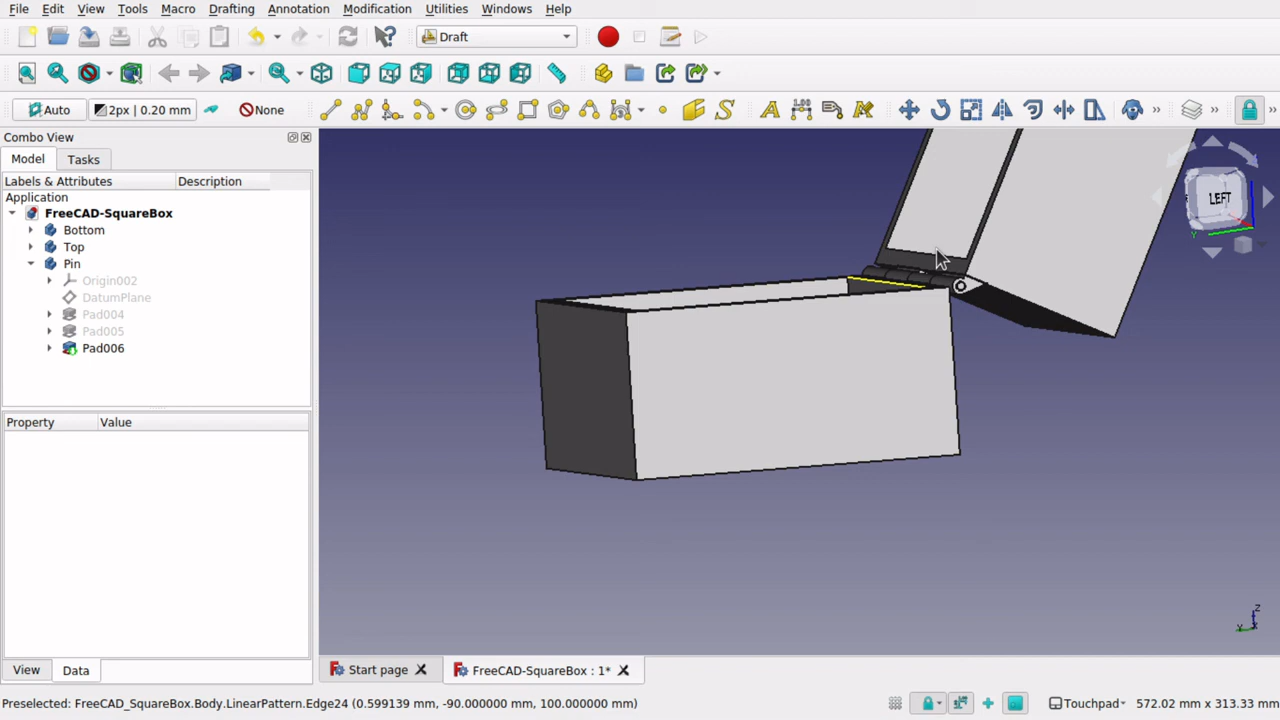 File Edit View Tools Macro Drafting Annotation Modification Utilities Windows Help
Draft
Auto 2px | 0.20 mm None
Combo View
Model Tasks
Labels & Attributes Description
Application
FreeCAD-SquareBox
Bottom
Top
Pin
Origin002
DatumPlane
Pad004
Pad005
Pad006
Property Value
View Data
LEFT
Y
Z
Y X
Start page FreeCAD-SquareBox : 1*
Preselected: FreeCAD_SquareBox.Body.LinearPattern.Edge24 (0.599139 mm, -90.000000 mm, 100.000000 mm) Touchpad 572.02 mm x 313.33 mm